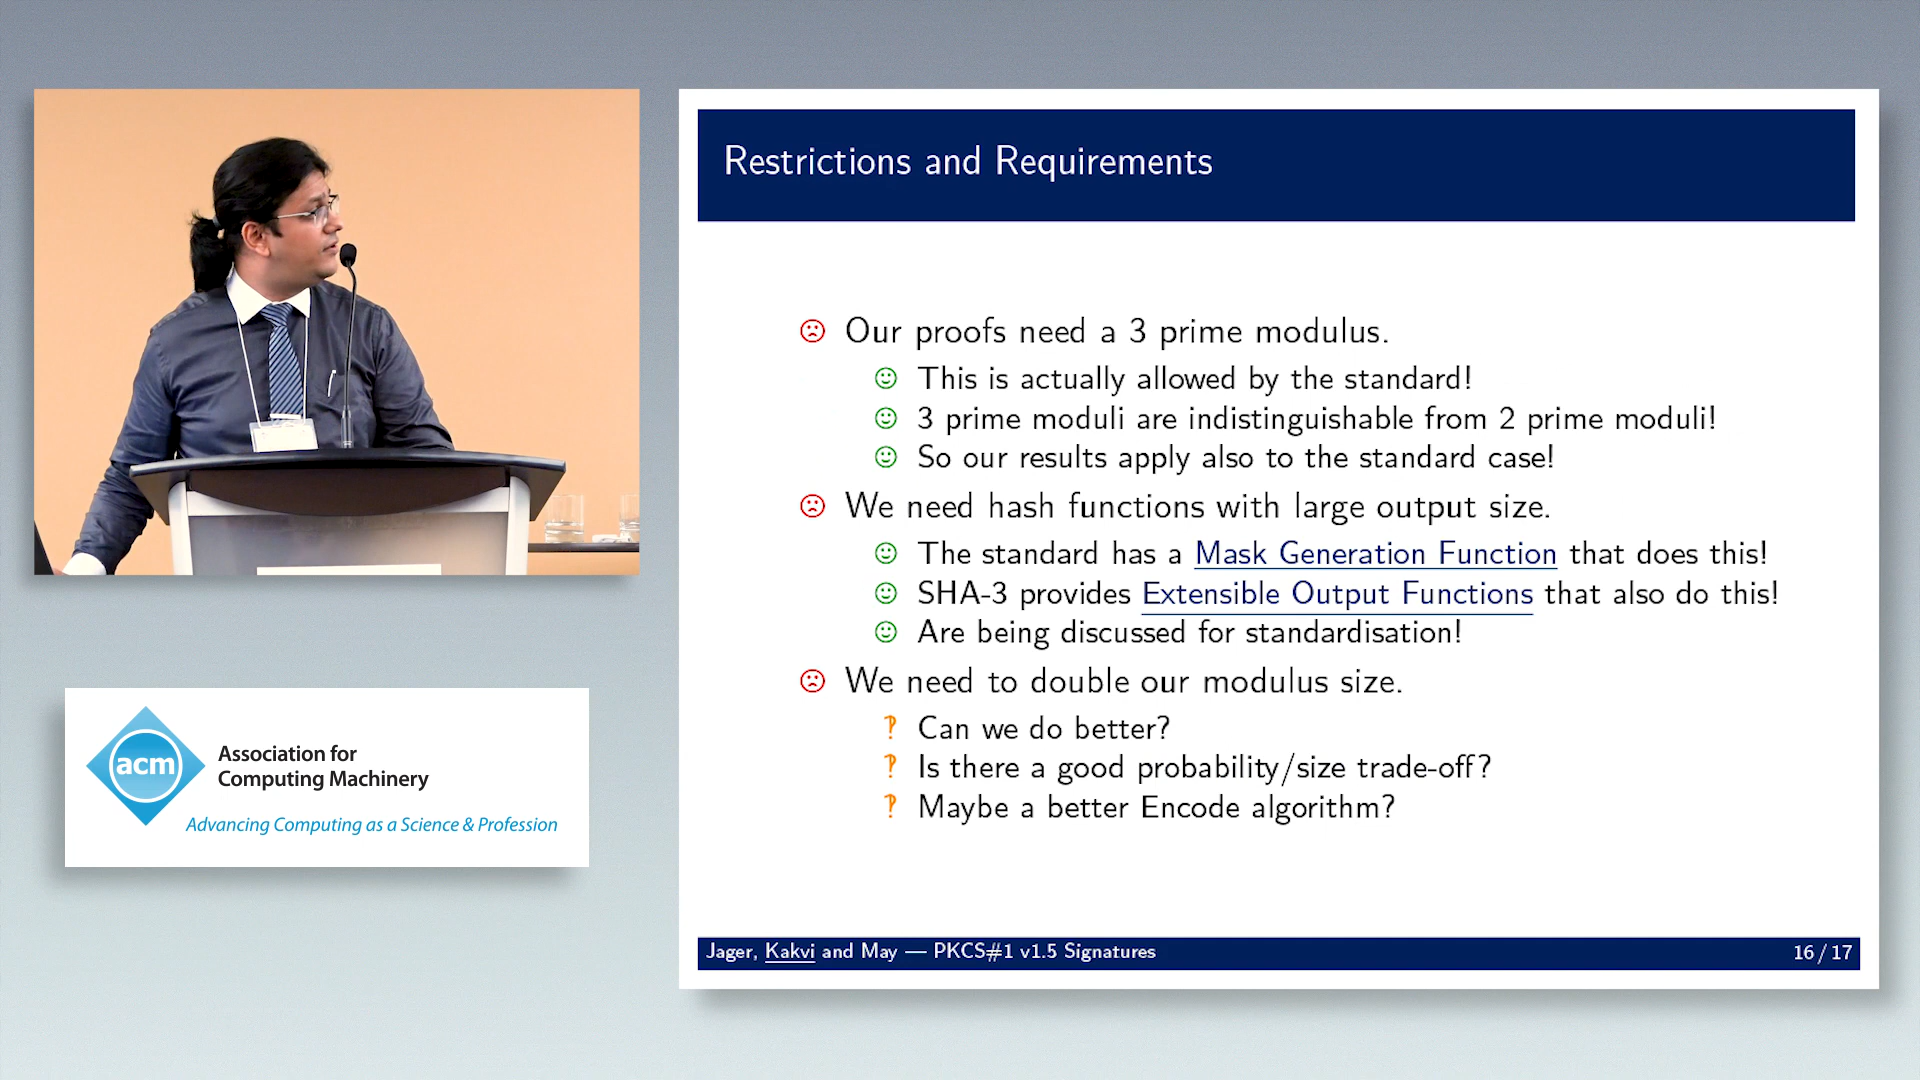 Restrictions and Requirements
Our proofs need a 3 prime modulus.
This is actually allowed by the standard!
3 prime moduli are indistinguishable from 2 prime moduli!
So our results apply also to the standard case!
We need hash functions with large output size.
The standard has a Mask Generation Function that does this!
SHA-3 provides Extensible Output Functions that also do this!
Are being discussed for standardisation!
We need to double our modulus size.
‽ Can we do better?
‽ Is there a good probability/size trade-off?
‽ Maybe a better Encode algorithm?
Jager, Kakvi and May — PKCS#1 v1.5 Signatures
16 / 17
acm
Association for
Computing Machinery
Advancing Computing as a Science & Profession